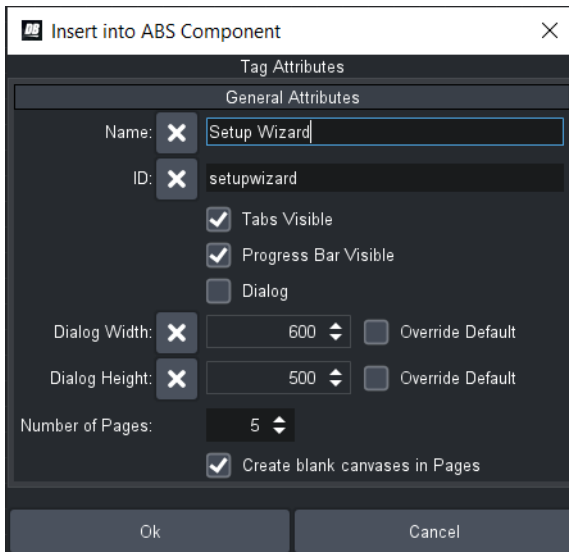 DB Insert into ABS Component
Tag Attributes
General Attributes
Name: Setup Wizard
ID: setupwizard
Tabs Visible
Progress Bar Visible
Dialog
Dialog Width: 600 Override Default
Dialog Height: 500 Override Default
Number of Pages: 5
Create blank canvases in Pages
Ok Cancel